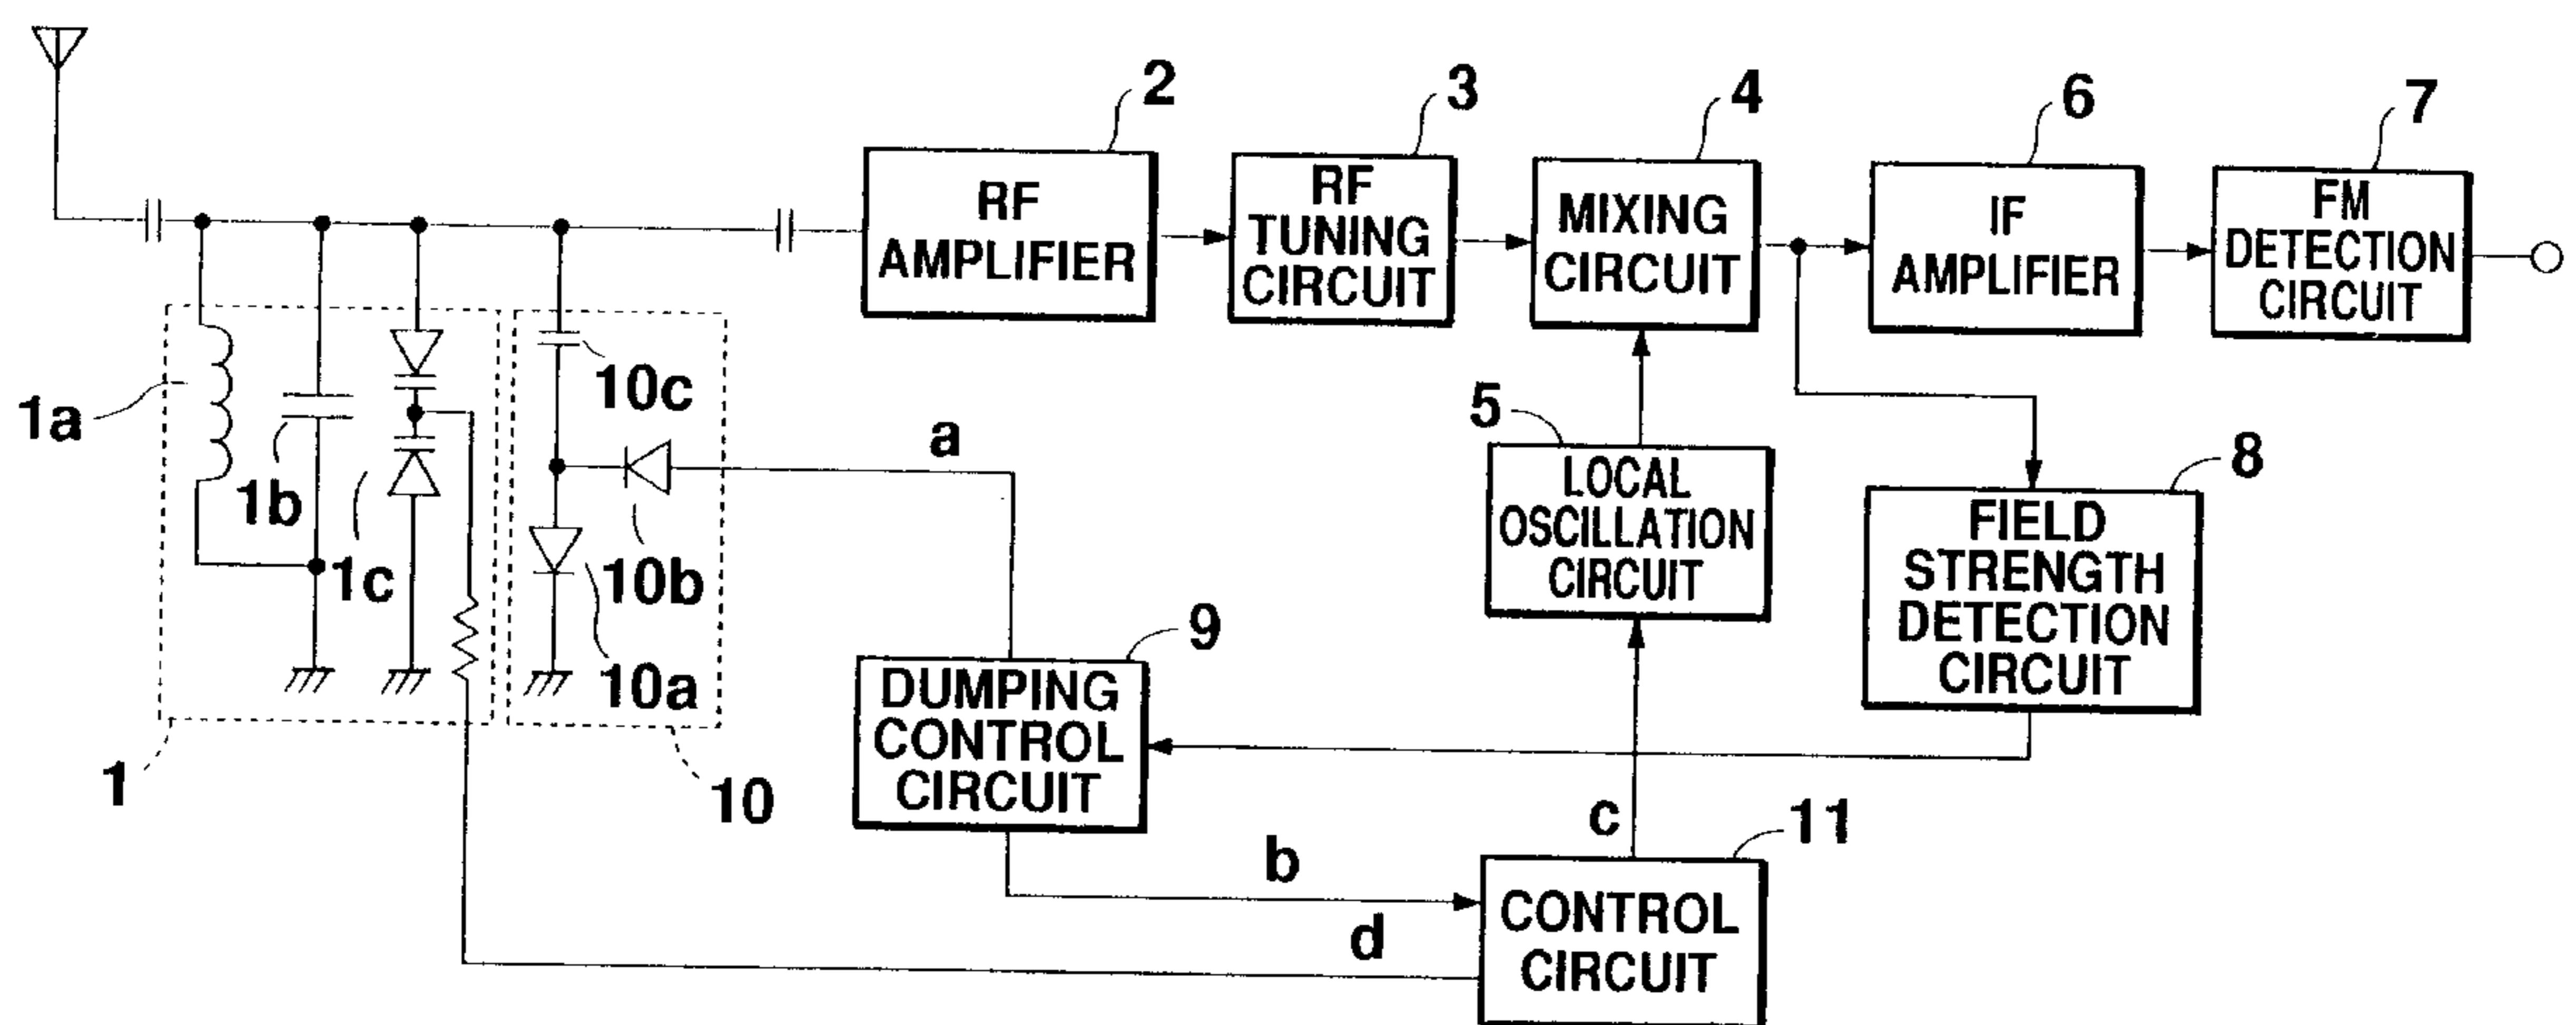 2
3
4
6
7
RF
AMPLIFIER
RF
TUNING
CIRCUIT
MIXING
CIRCUIT
IF
AMPLIFIER
FM
DETECTION
CIRCUIT
1a
1b
1c
10c
10b
10a
a
5
LOCAL
OSCILLATION
CIRCUIT
8
FIELD
STRENGTH
DETECTION
CIRCUIT
9
DUMPING
CONTROL
CIRCUIT
1
10
b
c
d
11
CONTROL
CIRCUIT